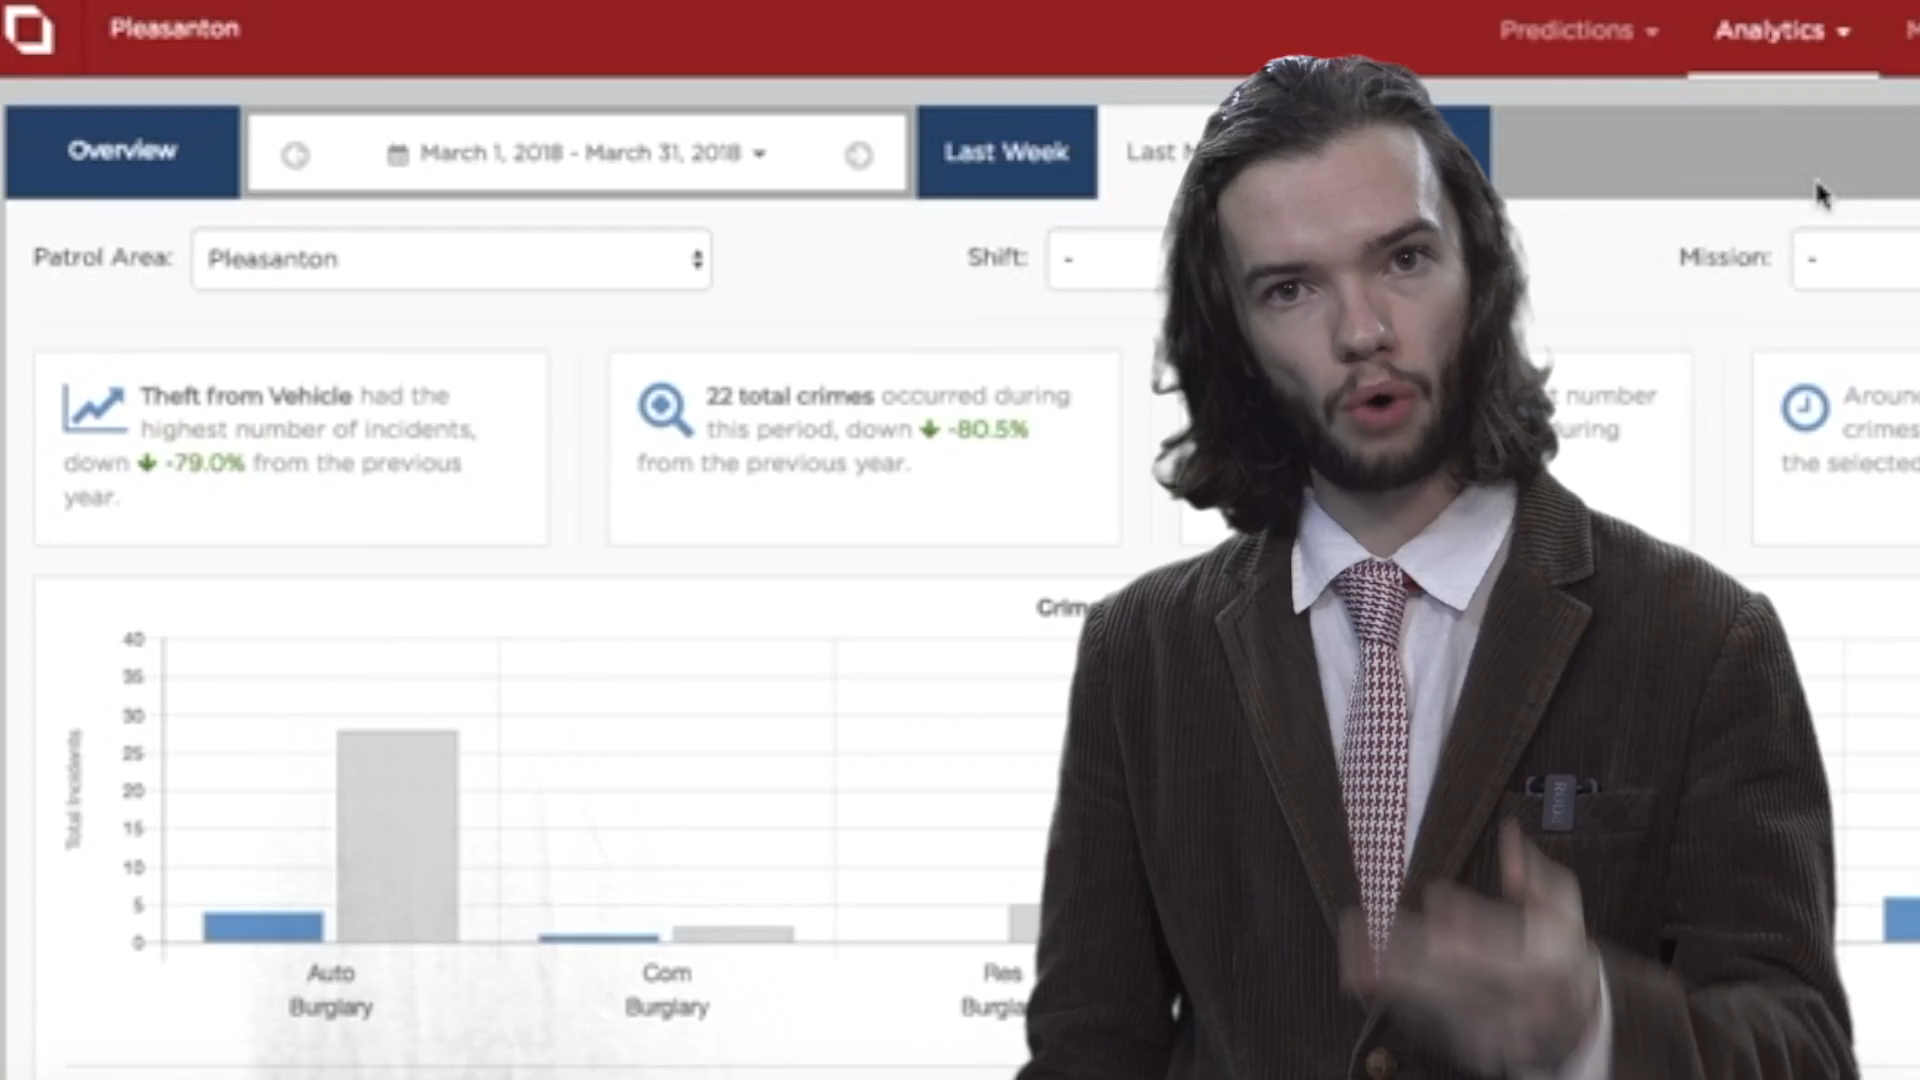 Pleasanton
Predictions
Analytics
Overview
March 1, 2018 - March 31, 2018
Last Week
Last
Patrol Area:
Pleasanton
Shift:
-
Mission:
-
Theft from Vehicle had the
highest number of incidents,
down -79.0% from the previous
year.
22 total crimes occurred during
this period, down -80.5%
from the previous year.
number
crimes
the selected
40
35
30
25
20
15
10
5
0
Total Incidents
Auto
Burglary
Com
Burglary
Res
RODE